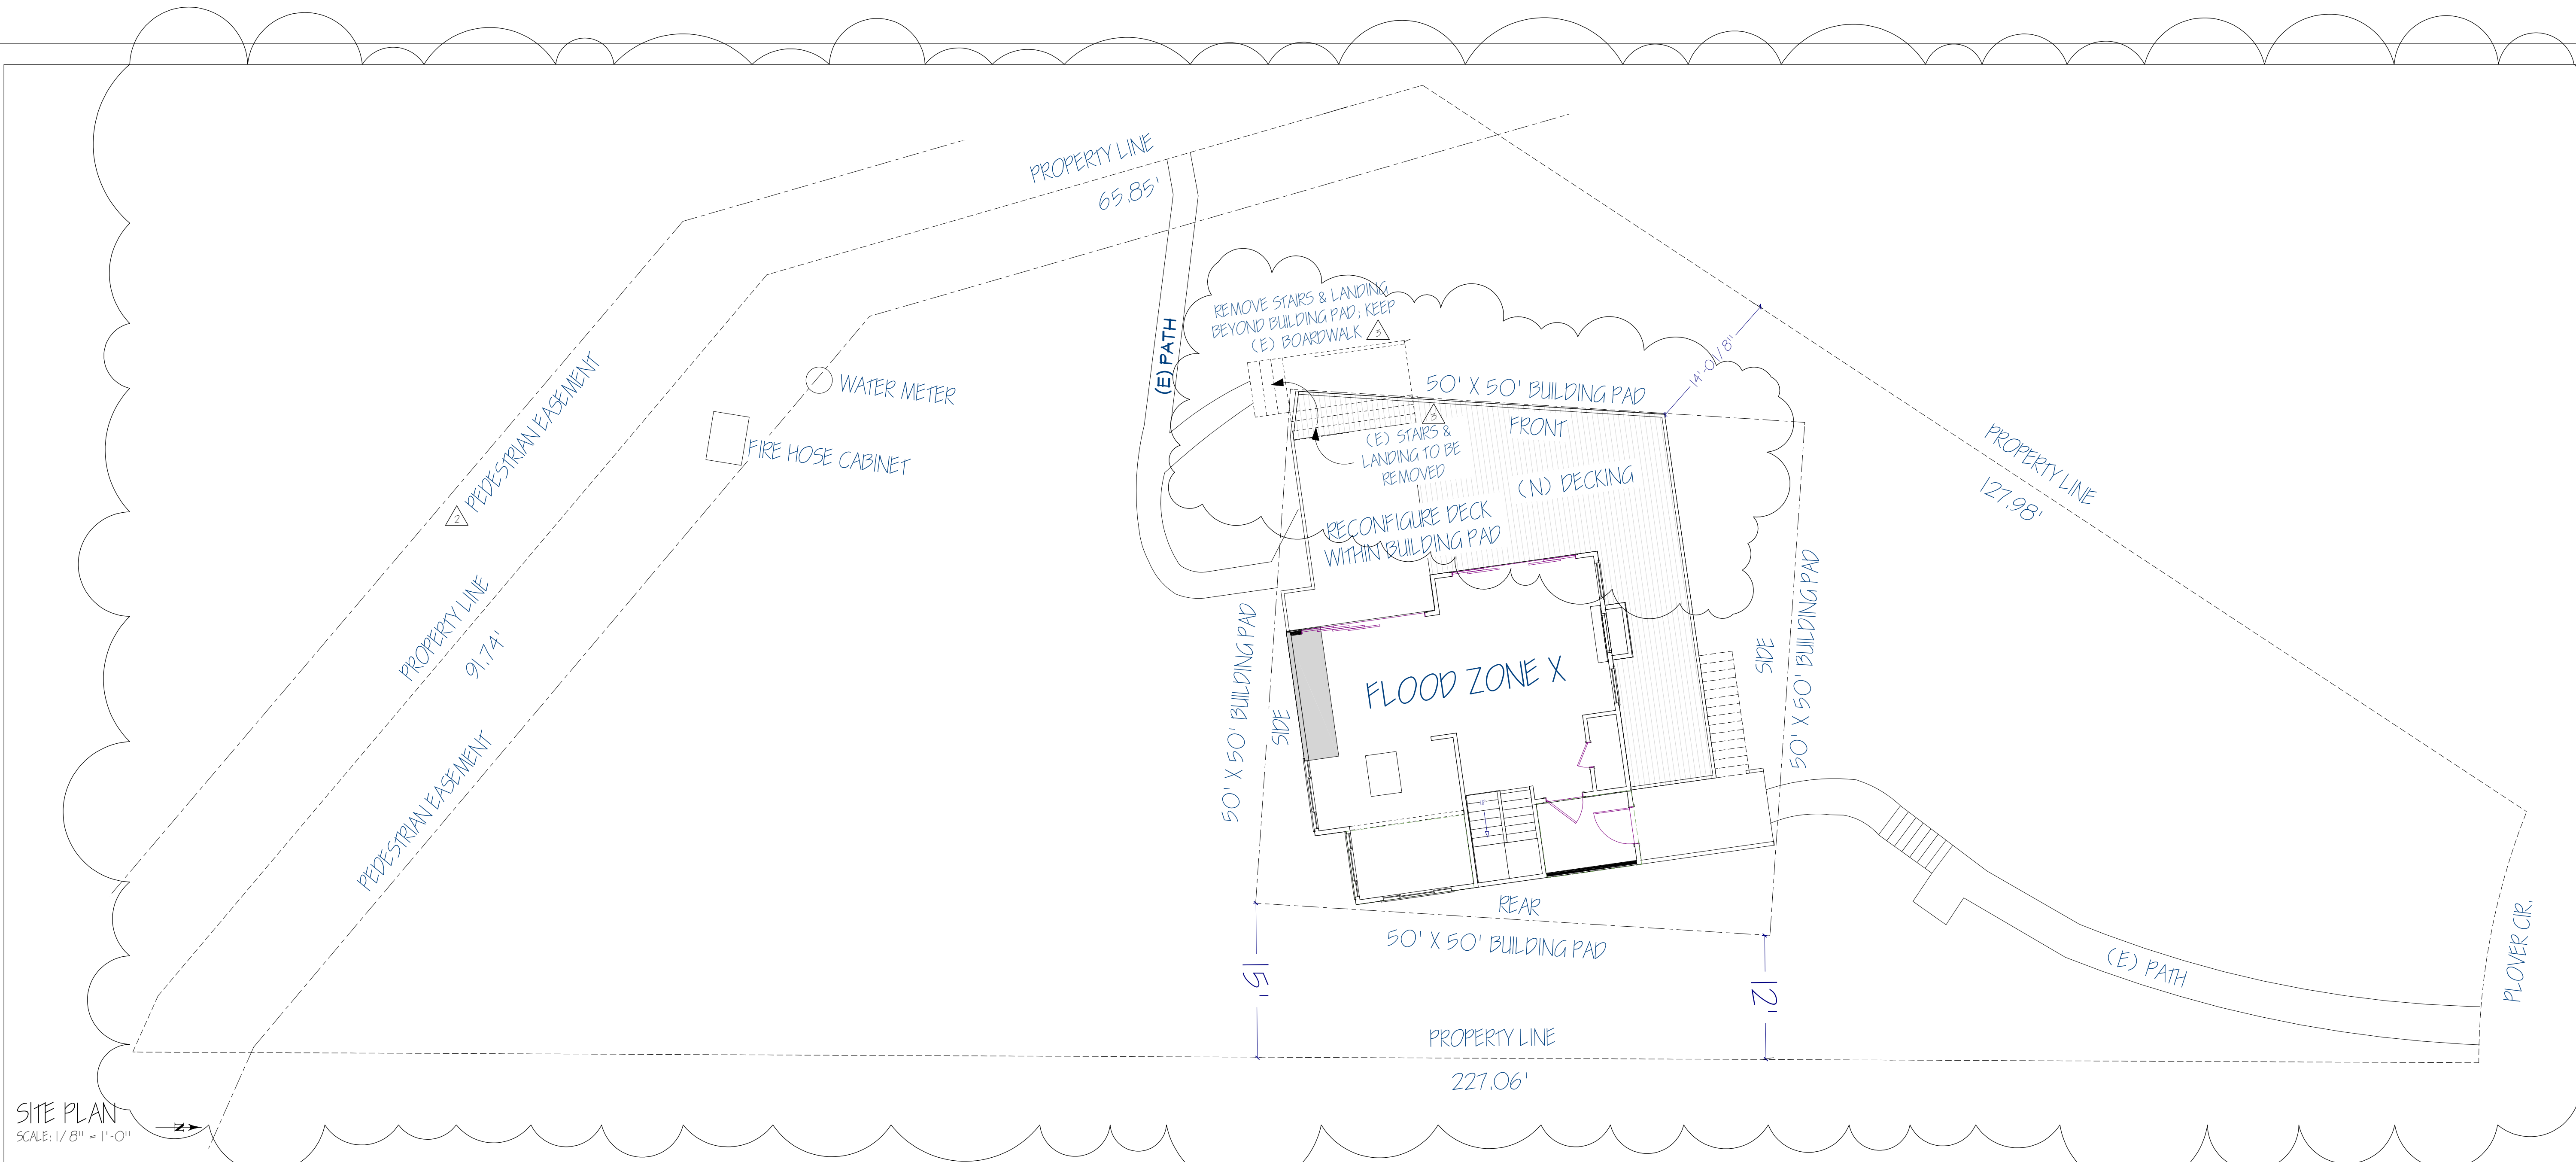 PROPERTY LINE
65.85'
REMOVE STAIRS & LANDING
BEYOND BUILDING PAD; KEEP
(E) BOARDWALK
3
(E) PATH
PEDESTRIAN EASEMENT
2
WATER METER
FIRE HOSE CABINET
50' X 50' BUILDING PAD
14'-0 1/8"
3
FRONT
(E) STAIRS &
LANDING TO BE
REMOVED
(N) DECKING
RECONFIGURE DECK
WITHIN BUILDING PAD
PROPERTY LINE
127.98'
PROPERTY LINE
91.74'
PEDESTRIAN EASEMENT
50' X 50' BUILDING PAD
SIDE
FLOOD ZONE X
SIDE
50' X 50' BUILDING PAD
REAR
50' X 50' BUILDING PAD
15'
12'
(E) PATH
PLOVER CIR.
PROPERTY LINE
227.06'
SITE PLAN
SCALE: 1/8" = 1'-0"
N